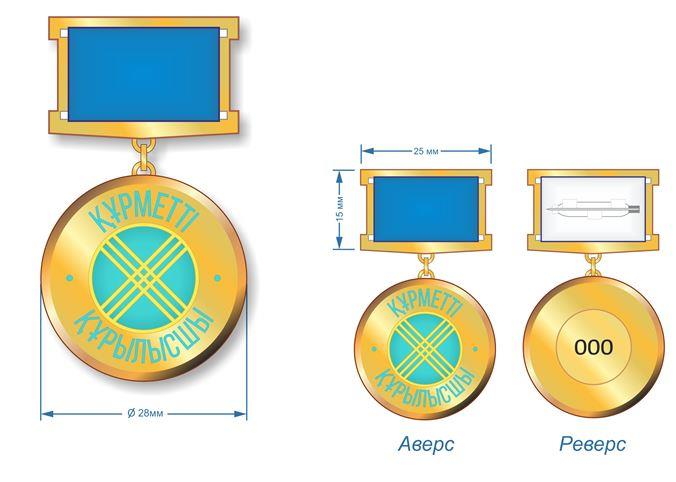 ҚҰРМЕТТІ
ҚҰРЫЛЫСШЫ
Ø 28мм
25 мм
15 мм
ҚҰРМЕТТІ
ҚҰРЫЛЫСШЫ
000
Аверс
Реверс